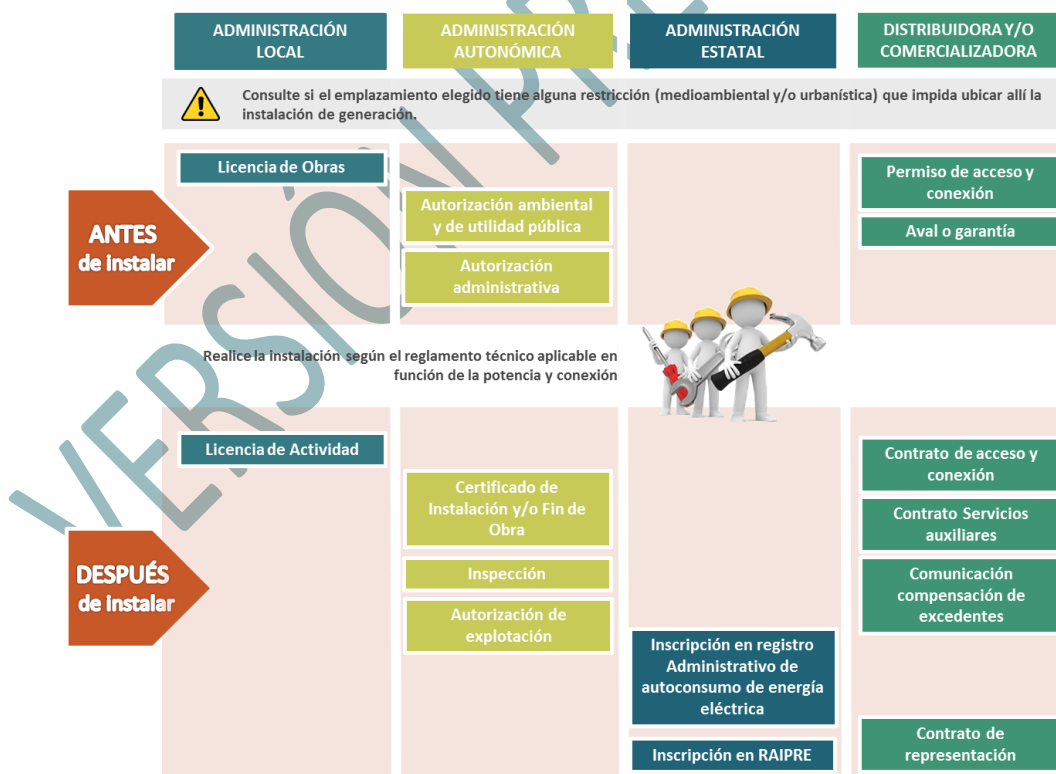 ADMINISTRACIÓN
LOCAL
ADMINISTRACIÓN
AUTONÓMICA
ADMINISTRACIÓN
ESTATAL
DISTRIBUIDORA Y/O
COMERCIALIZADORA
Consulte si el emplazamiento elegido tiene alguna restricción (medioambiental y/o urbanística) que impida ubicar allí la
instalación de generación.
ANTES
de instalar
Licencia de Obras
Autorización ambiental
y de utilidad pública
Autorización
administrativa
Permiso de acceso y
conexión
Aval o garantía
Realice la instalación según el reglamento técnico aplicable en
función de la potencia y conexión
DESPUÉS
de instalar
Licencia de Actividad
Certificado de
Instalación y/o Fin de
Obra
Inspección
Autorización de
explotación
Inscripción en registro
Administrativo de
autoconsumo de energía
eléctrica
Inscripción en RAIPRE
Contrato de acceso y
conexión
Contrato Servicios
auxiliares
Comunicación
compensación de
excedentes
Contrato de
representación
VERSIÓN